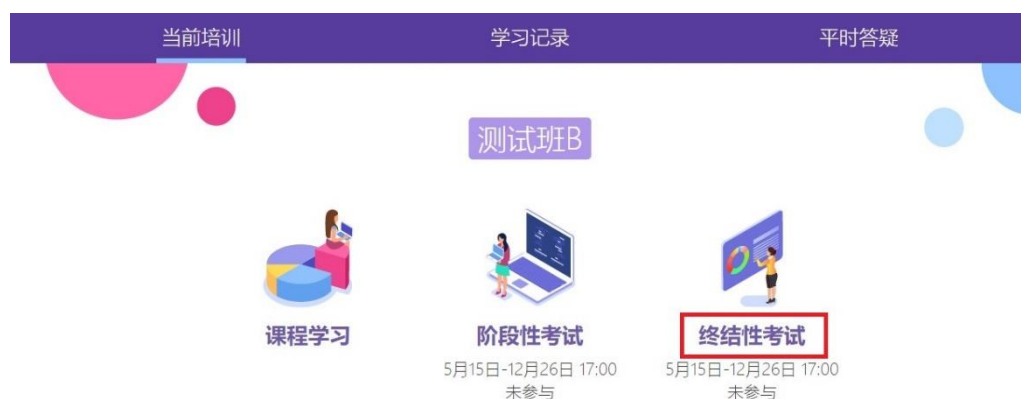 当前培训 学习记录 平时答疑
测试班B
课程学习 阶段性考试 终结性考试
5月15日-12月26日 17:00 5月15日-12月26日 17:00
未参与 未参与